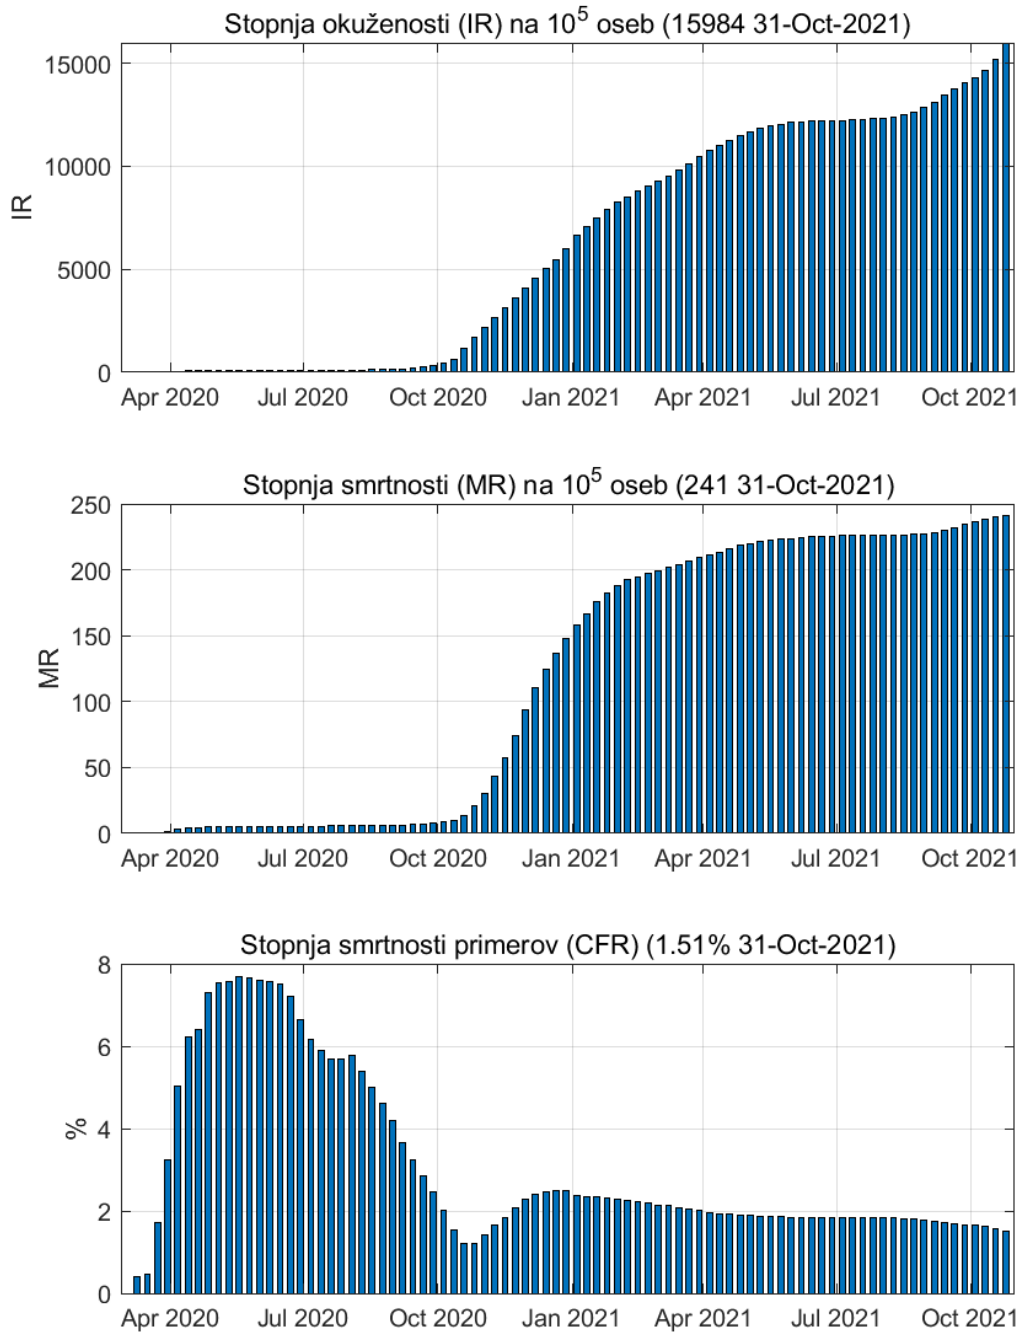 Stopnja okuženosti (IR) na 10^5 oseb (15984 31-Oct-2021)
15000
10000
5000
0
IR
Apr 2020 Jul 2020 Oct 2020 Jan 2021 Apr 2021 Jul 2021 Oct 2021
Stopnja smrtnosti (MR) na 10^5 oseb (241 31-Oct-2021)
250
200
150
100
50
0
MR
Apr 2020 Jul 2020 Oct 2020 Jan 2021 Apr 2021 Jul 2021 Oct 2021
Stopnja smrtnosti primerov (CFR) (1.51% 31-Oct-2021)
8
6
4
2
0
%
Apr 2020 Jul 2020 Oct 2020 Jan 2021 Apr 2021 Jul 2021 Oct 2021